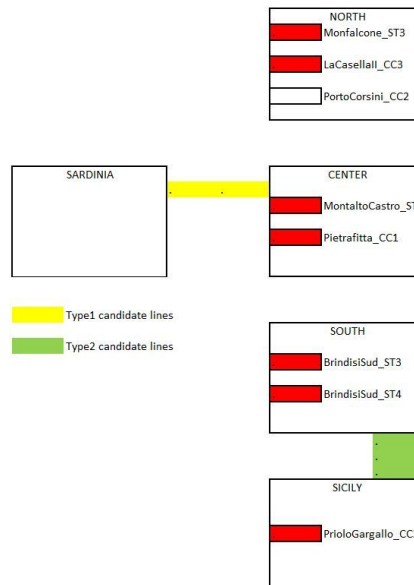 NORTH
Monfalcone_ST3
LaCasellaII_CC3
PortoCorsini_CC2
SARDINIA
CENTER
MontaltoCastro_ST
Pietrafitta_CC1
Type1 candidate lines
Type2 candidate lines
SOUTH
BrindisiSud_ST3
BrindisiSud_ST4
SICILY
PrioloGargallo_CC